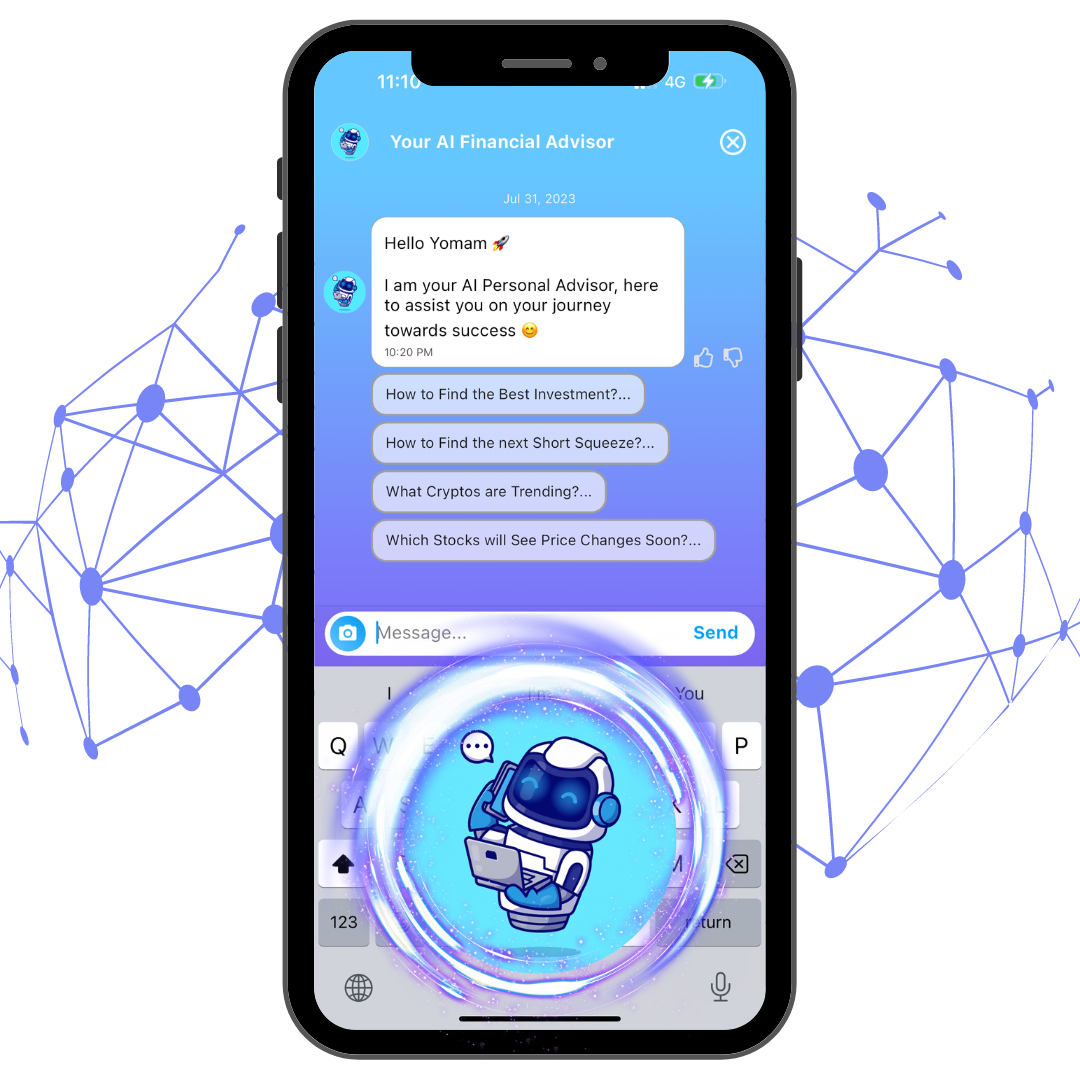 11:10
4G
Your AI Financial Advisor
Jul 31, 2023
Hello Yomam 🚀
I am your AI Personal Advisor, here
to assist you on your journey
towards success 😊
10:20 PM
How to Find the Best Investment?...
How to Find the next Short Squeeze?...
What Cryptos are Trending?...
Which Stocks will See Price Changes Soon?...
Message...
Send
I
I'm
You
Q W E P
A S
M
123
return